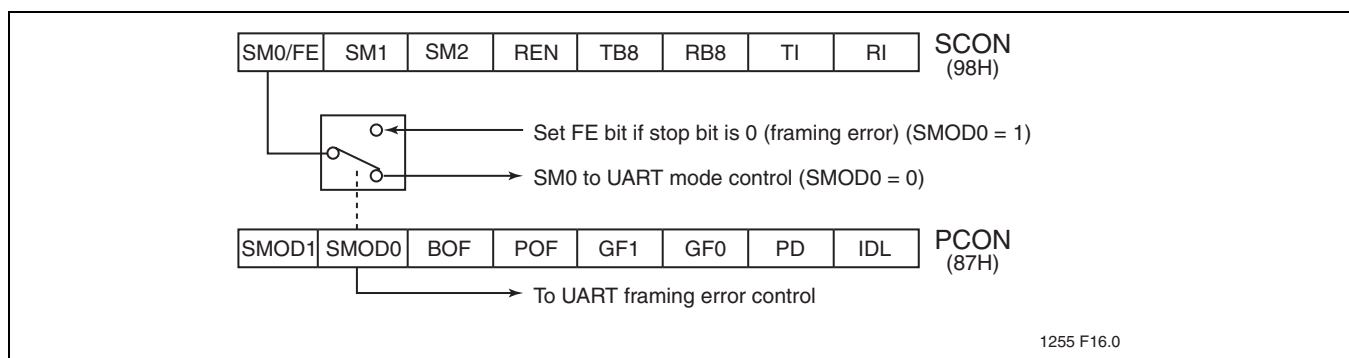 SM0/FE SM1 SM2 REN TB8 RB8 TI RI SCON
(98H)
Set FE bit if stop bit is 0 (framing error) (SMOD0 = 1)
SM0 to UART mode control (SMOD0 = 0)
SMOD1 SMOD0 BOF POF GF1 GF0 PD IDL PCON
(87H)
To UART framing error control
1255 F16.0